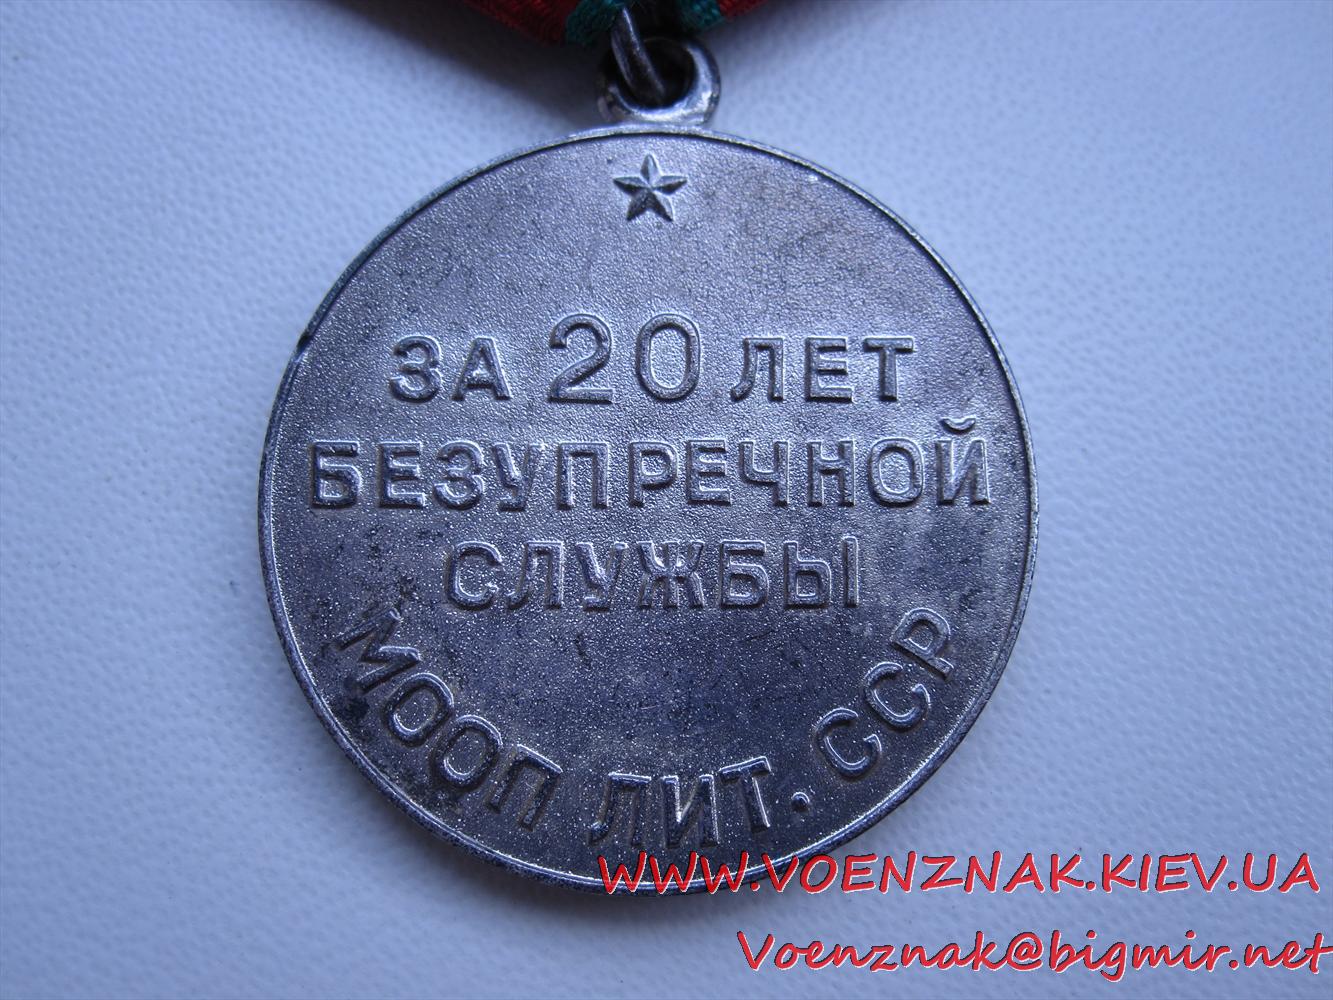 ЗА 20 ЛЕТ
БЕЗУПРЕЧНОЙ
СЛУЖБЫ
МООП ЛИТ. ССР
WWW.VOENZNAK.KIEV.UA
Voenznak@bigmir.net